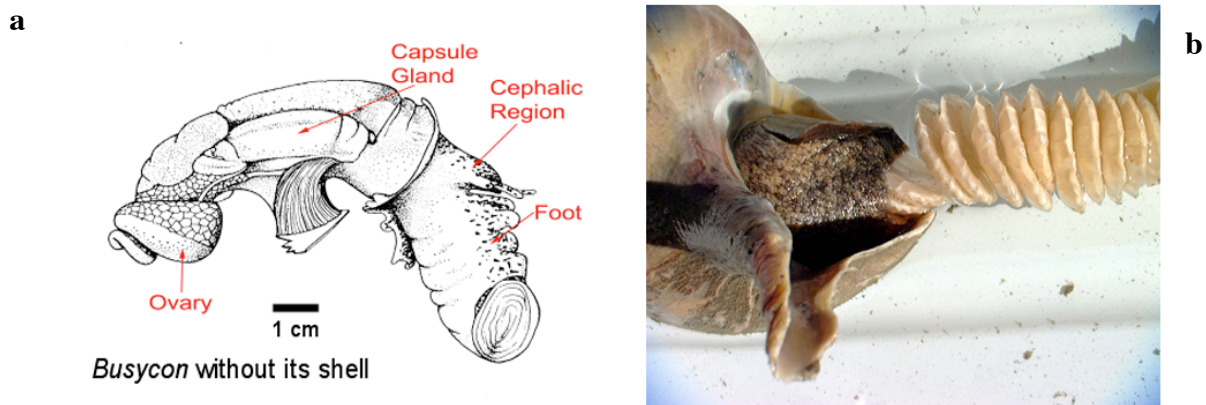 a
b
Capsule
Gland
Cephalic
Region
Foot
Ovary
1 cm
Busycon without its shell